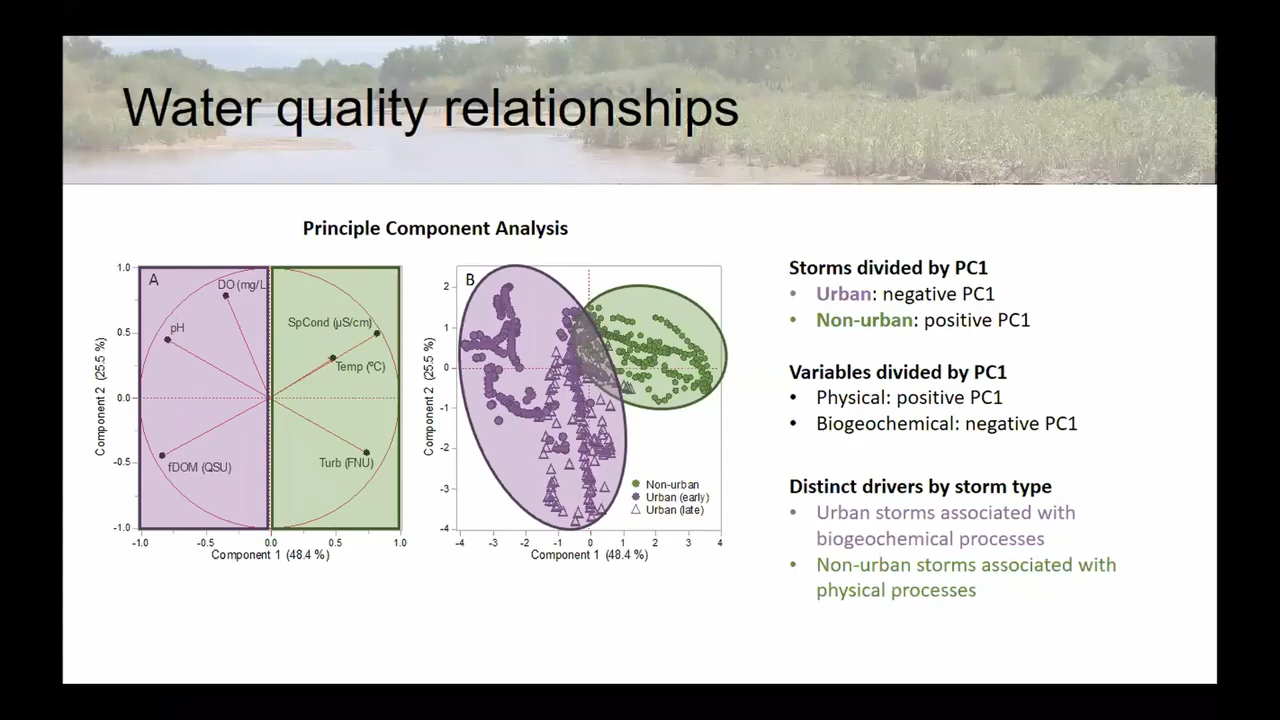 Water quality relationships
Principle Component Analysis
A
DO (mg/L
pH
SpCond (µS/cm)
Temp (ºC)
fDOM (QSU)
Turb (FNU)
1.0
0.5
0.0
-0.5
-1.0
Component 2 (25.5 %)
-1.0
-0.5
0.0
0.5
1.0
Component 1 (48.4 %)
B
2
1
0
-1
-2
-3
-4
Component 2 (25.5 %)
Non-urban
Urban (early)
Urban (late)
-4
-3
-2
-1
0
1
2
3
4
Component 1 (48.4 %)
Storms divided by PC1
• Urban: negative PC1
• Non-urban: positive PC1
Variables divided by PC1
• Physical: positive PC1
• Biogeochemical: negative PC1
Distinct drivers by storm type
• Urban storms associated with
biogeochemical processes
• Non-urban storms associated with
physical processes